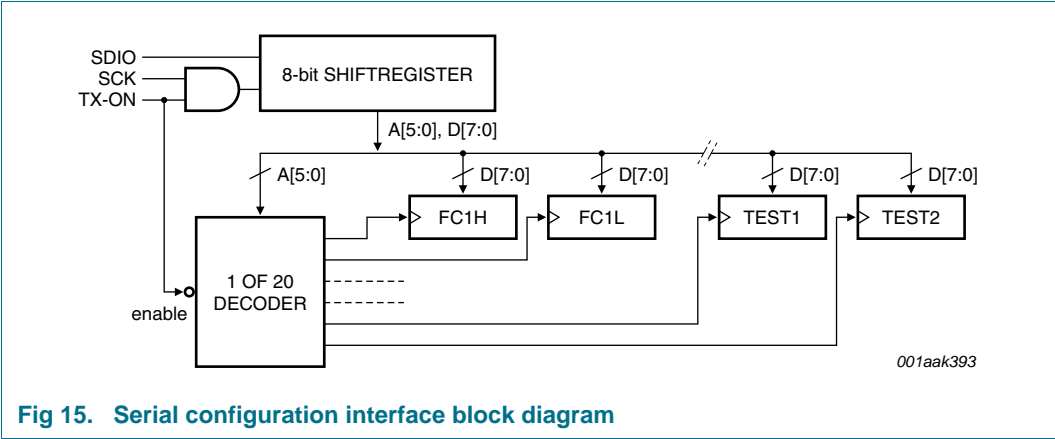 SDIO
SCK
TX-ON
8-bit SHIFTREGISTER
A[5:0], D[7:0]
A[5:0]
D[7:0]
D[7:0]
D[7:0]
D[7:0]
FC1H
FC1L
TEST1
TEST2
1 OF 20
DECODER
enable
001aak393
Fig 15. Serial configuration interface block diagram